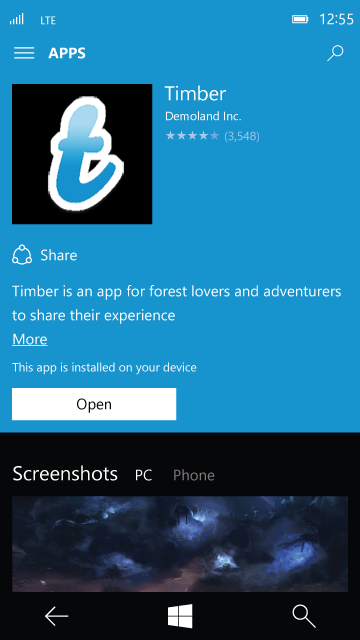 LTE
12:55
APPS
t
Timber
Demoland Inc.
(3,548)
Share
Timber is an app for forest lovers and adventurers
to share their experience
More
This app is installed on your device
Open
Screenshots PC Phone